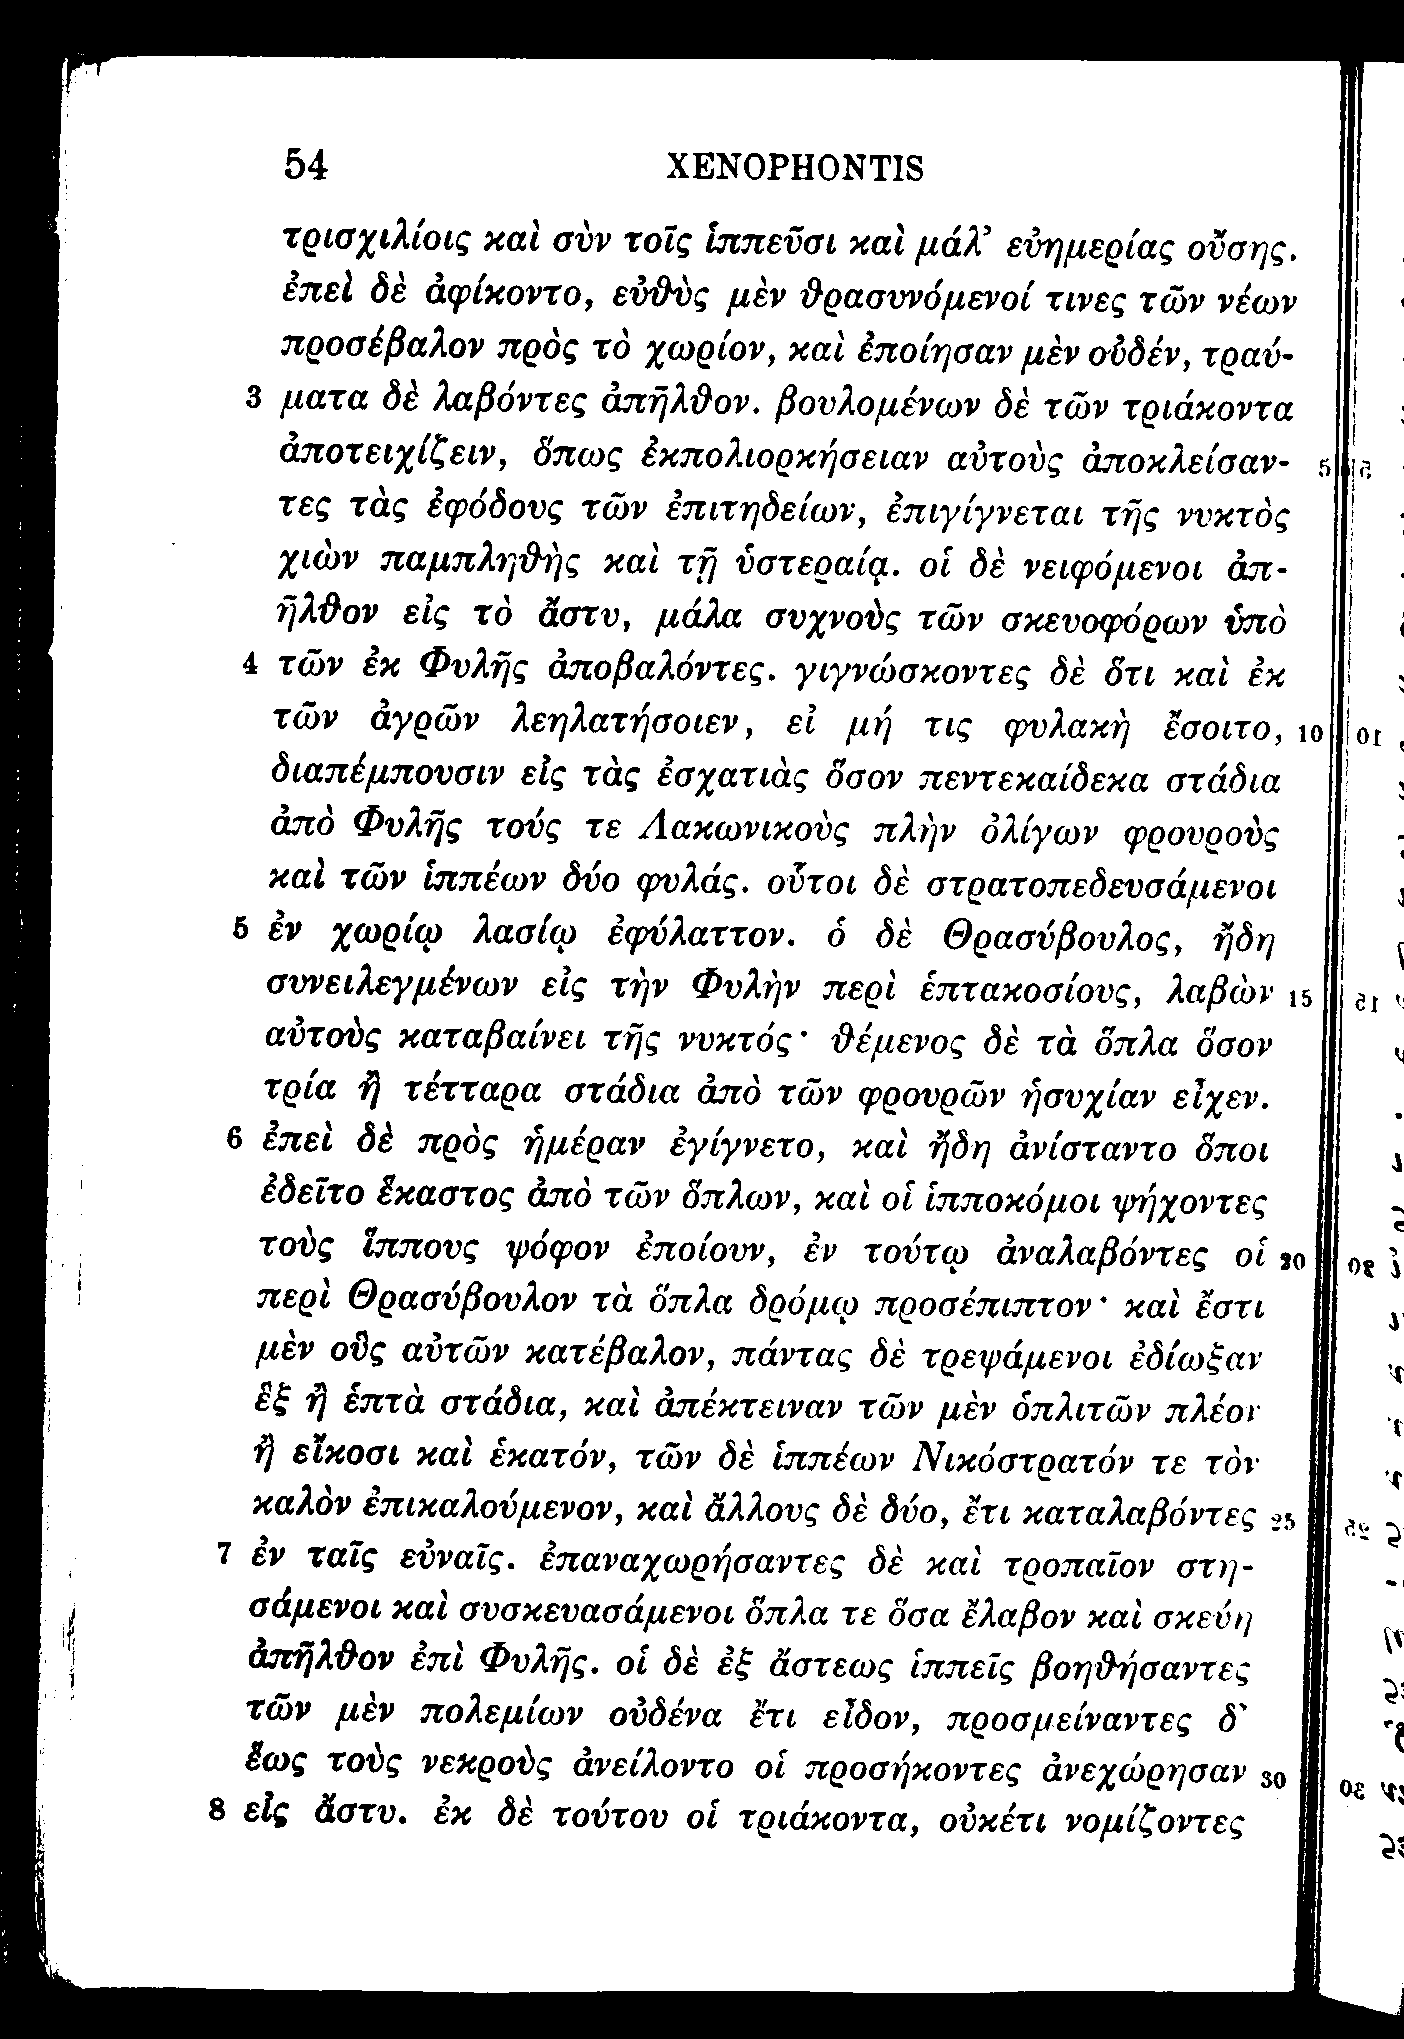 54 XENOPHONTIS
τρισχιλίοις καὶ σὺν τοῖς ἱππεῦσι καὶ μάλ’ εὐημερίας οὔσης.
ἐπεὶ δὲ ἀφίκοντο, εὐθὺς μὲν θρασυνόμενοί τινες τῶν νέων
προσέβαλον πρὸς τὸ χωρίον, καὶ ἐποίησαν μὲν οὐδέν, τραύ-
3 ματα δὲ λαβόντες ἀπῆλθον. βουλομένων δὲ τῶν τριάκοντα
ἀποτειχίζειν, ὅπως ἐκπολιορκήσειαν αὐτοὺς ἀποκλείσαν- 5
τες τὰς ἐφόδους τῶν ἐπιτηδείων, ἐπιγίγνεται τῆς νυκτὸς
χιὼν παμπληθὴς καὶ τῇ ὑστεραίᾳ. οἱ δὲ νειφόμενοι ἀπ-
ῆλθον εἰς τὸ ἄστυ, μάλα συχνοὺς τῶν σκευοφόρων ὑπὸ
4 τῶν ἐκ Φυλῆς ἀποβαλόντες. γιγνώσκοντες δὲ ὅτι καὶ ἐκ
τῶν ἀγρῶν λεηλατήσοιεν, εἰ μή τις φυλακὴ ἔσοιτο, 10
διαπέμπουσιν εἰς τὰς ἐσχατιὰς ὅσον πεντεκαίδεκα στάδια
ἀπὸ Φυλῆς τούς τε Λακωνικοὺς πλὴν ὀλίγων φρουροὺς
καὶ τῶν ἱππέων δύο φυλάς. οὗτοι δὲ στρατοπεδευσάμενοι
5 ἐν χωρίῳ λασίῳ ἐφύλαττον. ὁ δὲ Θρασύβουλος, ἤδη
συνειλεγμένων εἰς τὴν Φυλὴν περὶ ἑπτακοσίους, λαβὼν 15
αὐτοὺς καταβαίνει τῆς νυκτός· θέμενος δὲ τὰ ὅπλα ὅσον
τρία ἢ τέτταρα στάδια ἀπὸ τῶν φρουρῶν ἡσυχίαν εἶχεν.
6 ἐπεὶ δὲ πρὸς ἡμέραν ἐγίγνετο, καὶ ἤδη ἀνίσταντο ὅποι
ἐδεῖτο ἕκαστος ἀπὸ τῶν ὅπλων, καὶ οἱ ἱπποκόμοι ψήχοντες
τοὺς ἵππους ψόφον ἐποίουν, ἐν τούτῳ ἀναλαβόντες οἱ 20
περὶ Θρασύβουλον τὰ ὅπλα δρόμῳ προσέπιπτον· καὶ ἔστι
μὲν οὓς αὐτῶν κατέβαλον, πάντας δὲ τρεψάμενοι ἐδίωξαν
ἓξ ἢ ἑπτὰ στάδια, καὶ ἀπέκτειναν τῶν μὲν ὁπλιτῶν πλέον
ἢ εἴκοσι καὶ ἑκατόν, τῶν δὲ ἱππέων Νικόστρατόν τε τὸν
καλὸν ἐπικαλούμενον, καὶ ἄλλους δὲ δύο, ἔτι καταλαβόντες 25
7 ἐν ταῖς εὐναῖς. ἐπαναχωρήσαντες δὲ καὶ τροπαῖον στη-
σάμενοι καὶ συσκευασάμενοι ὅπλα τε ὅσα ἔλαβον καὶ σκεύη
ἀπῆλθον ἐπὶ Φυλῆς. οἱ δὲ ἐξ ἄστεως ἱππεῖς βοηθήσαντες
τῶν μὲν πολεμίων οὐδένα ἔτι εἶδον, προσμείναντες δ’
ἕως τοὺς νεκροὺς ἀνείλοντο οἱ προσήκοντες ἀνεχώρησαν 30
8 εἰς ἄστυ. ἐκ δὲ τούτου οἱ τριάκοντα, οὐκέτι νομίζοντες